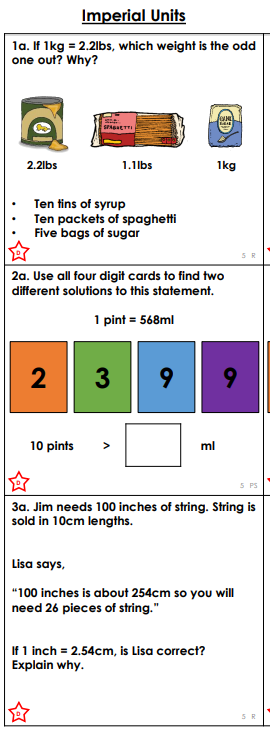 Imperial Units
1a. If 1kg = 2.2lbs, which weight is the odd
one out? Why?
SPAGHETTI
2.2lbs 1.1lbs 1kg
• Ten tins of syrup
• Ten packets of spaghetti
• Five bags of sugar
D
5 R
2a. Use all four digit cards to find two
different solutions to this statement.
1 pint = 568ml
2 3 9 9
10 pints > ml
D
5 PS
3a. Jim needs 100 inches of string. String is
sold in 10cm lengths.
Lisa says,
“100 inches is about 254cm so you will
need 26 pieces of string.”
If 1 inch = 2.54cm, is Lisa correct?
Explain why.
D
5 R